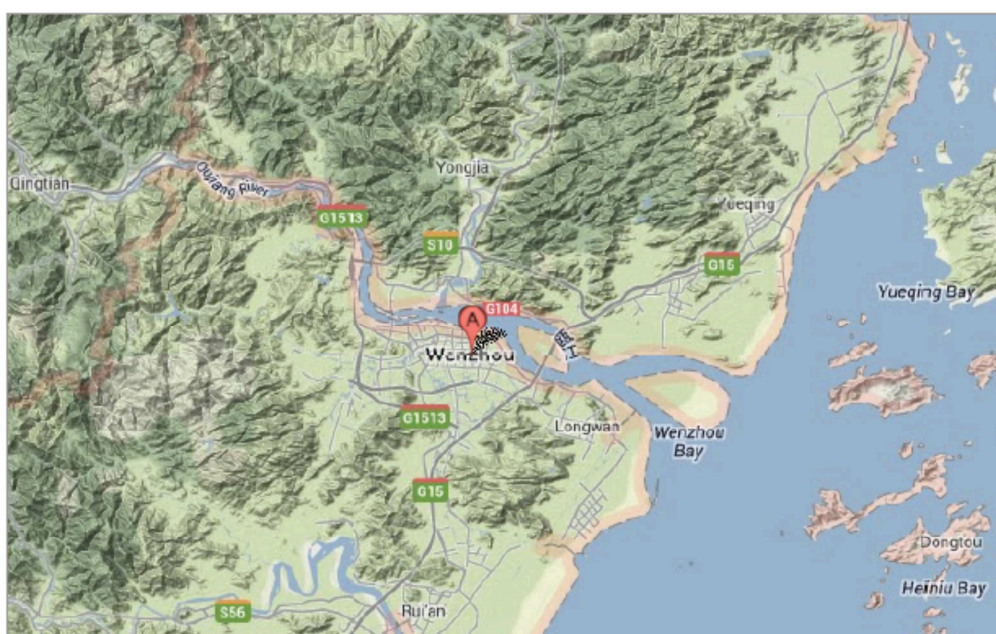 Yongjia
Qingtian
Oujiang River
Yueqing
G1513
S10
G15
Yueqing Bay
G104
A
Wenzhou
G1513
Longwan
Wenzhou
Bay
G15
Dongtou
Heiniu Bay
S56
Rui'an